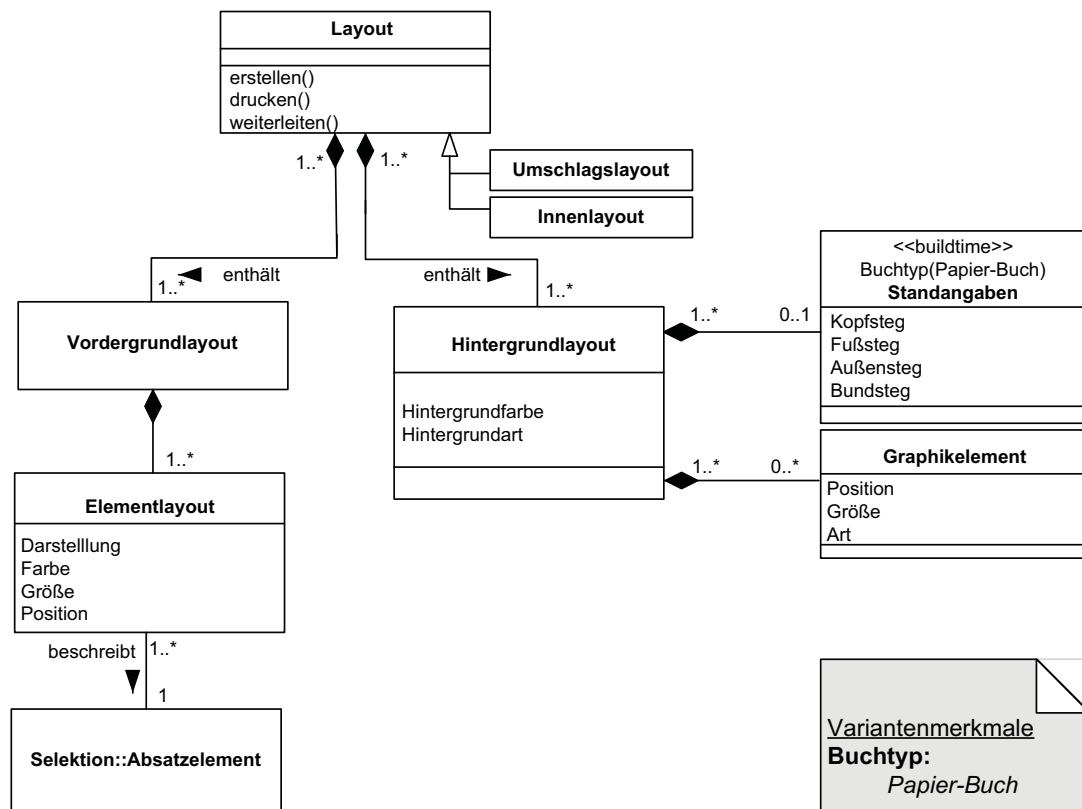 Layout
erstellen()
drucken()
weiterleiten()
1..*
1..*
Umschlagslayout
Innenlayout
enthält
1..*
enthält
1..*
Vordergrundlayout
Hintergrundlayout
Hintergrundfarbe
Hintergrundart
1..*
0..1
<<buildtime>>
Buchtyp(Papier-Buch)
Standangaben
Kopfsteg
Fußsteg
Außensteg
Bundsteg
1..*
0..*
Graphikelement
Position
Größe
Art
1..*
Elementlayout
Darstelllung
Farbe
Größe
Position
beschreibt
1..*
1
Selektion::Absatzelement
Variantenmerkmale
Buchtyp:
Papier-Buch